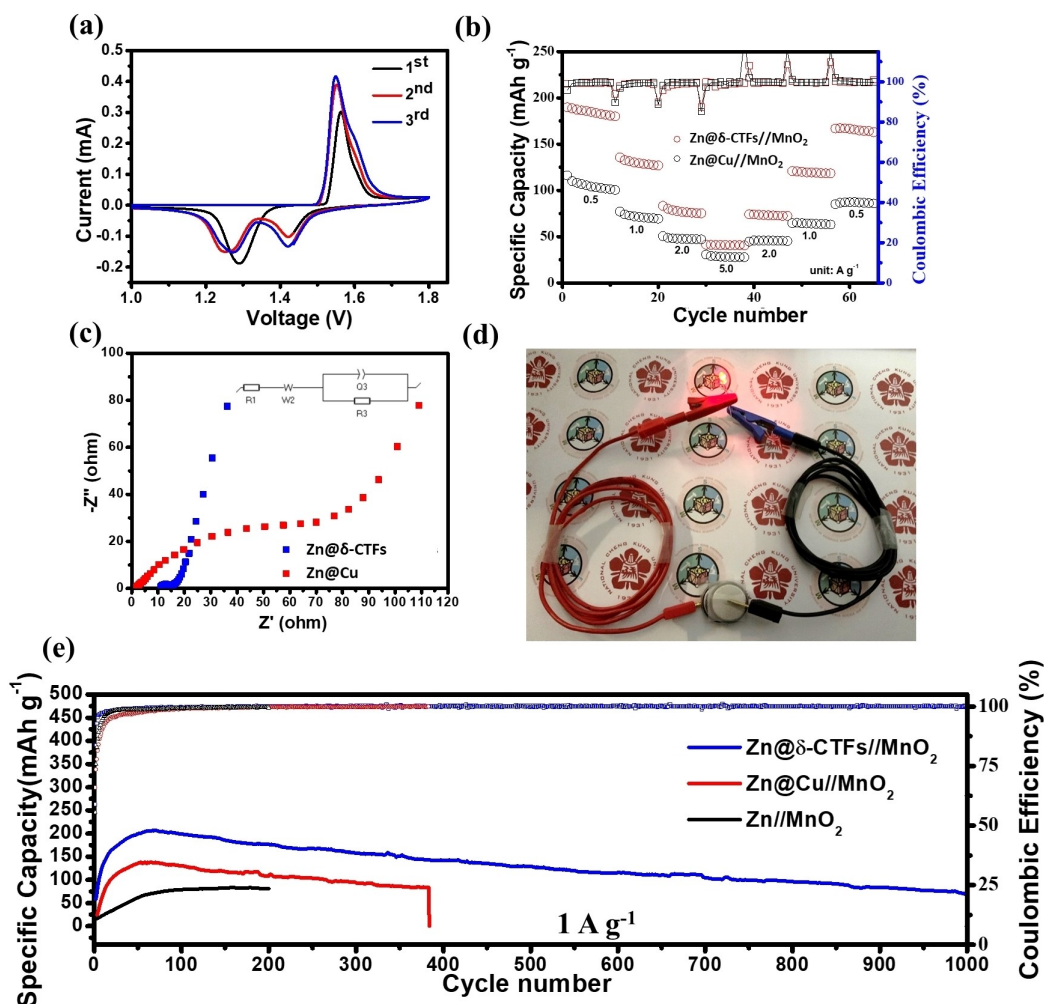 (a)
0.5
0.4
0.3
0.2
0.1
0.0
-0.1
-0.2
Current (mA)
1st
2nd
3rd
1.0 1.2 1.4 1.6 1.8
Voltage (V)
(b)
250
200
150
100
50
0
Specific Capacity (mAh g-1)
100
80
60
40
20
0
Coulombic Efficiency (%)
Zn@δ-CTFs//MnO2
Zn@Cu//MnO2
0.5
1.0
2.0
5.0
2.0
1.0
0.5
unit: A g-1
0 20 40 60
Cycle number
(c)
100
80
60
40
20
0
-Z'' (ohm)
R1
W
W2
Q3
R3
Zn@δ-CTFs
Zn@Cu
0 10 20 30 40 50 60 70 80 90 100 110 120
Z' (ohm)
(d)
NATIONAL CHENG KUNG UNIVERSITY
1931
(e)
500
450
400
350
300
250
200
150
100
50
0
Specific Capacity(mAh g-1)
100
75
50
25
0
Coulombic Efficiency (%)
Zn@δ-CTFs//MnO2
Zn@Cu//MnO2
Zn//MnO2
1 A g-1
0 100 200 300 400 500 600 700 800 900 1000
Cycle number